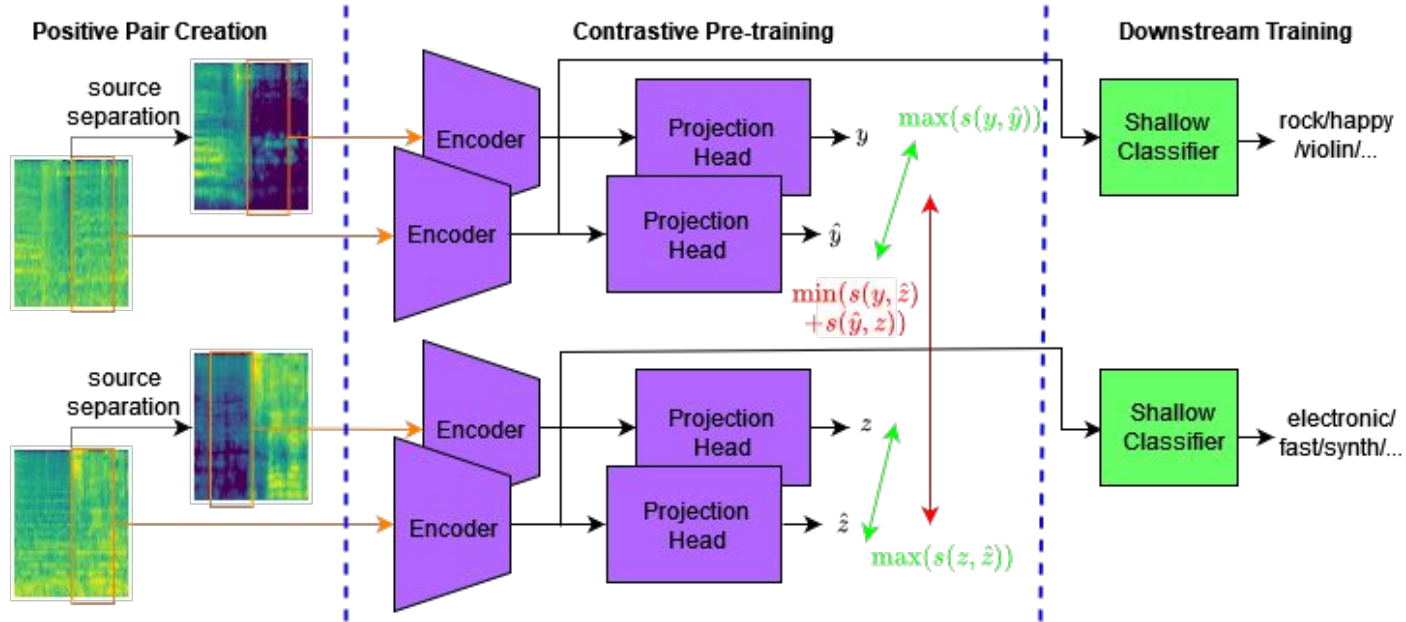 Positive Pair Creation
Contrastive Pre-training
Downstream Training
source
separation
Encoder
Projection
Head
y
max(s(y, ŷ))
Shallow
Classifier
rock/happy
/violin/...
Encoder
Projection
Head
ŷ
min(s(y, ẑ)
+s(ŷ, z))
source
separation
Encoder
Projection
Head
z
Shallow
Classifier
electronic/
fast/synth/...
Encoder
Projection
Head
ẑ
max(s(z, ẑ))